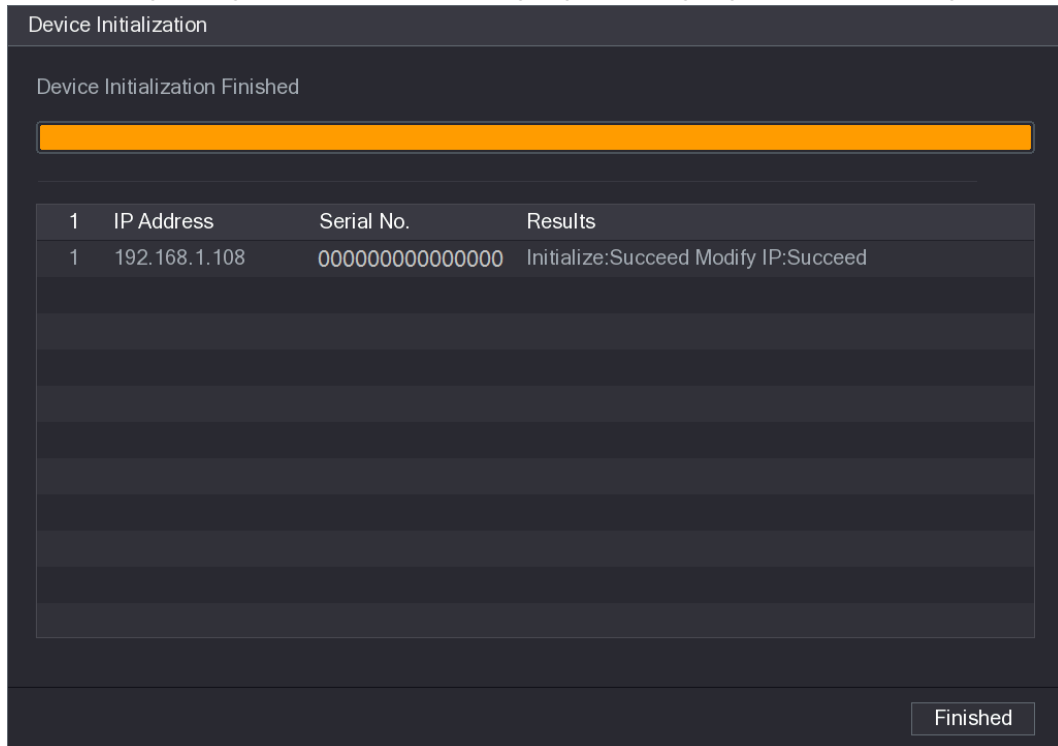 Device Initialization
Device Initialization Finished
1 IP Address Serial No. Results
1 192.168.1.108 000000000000000 Initialize:Succeed Modify IP:Succeed
Finished